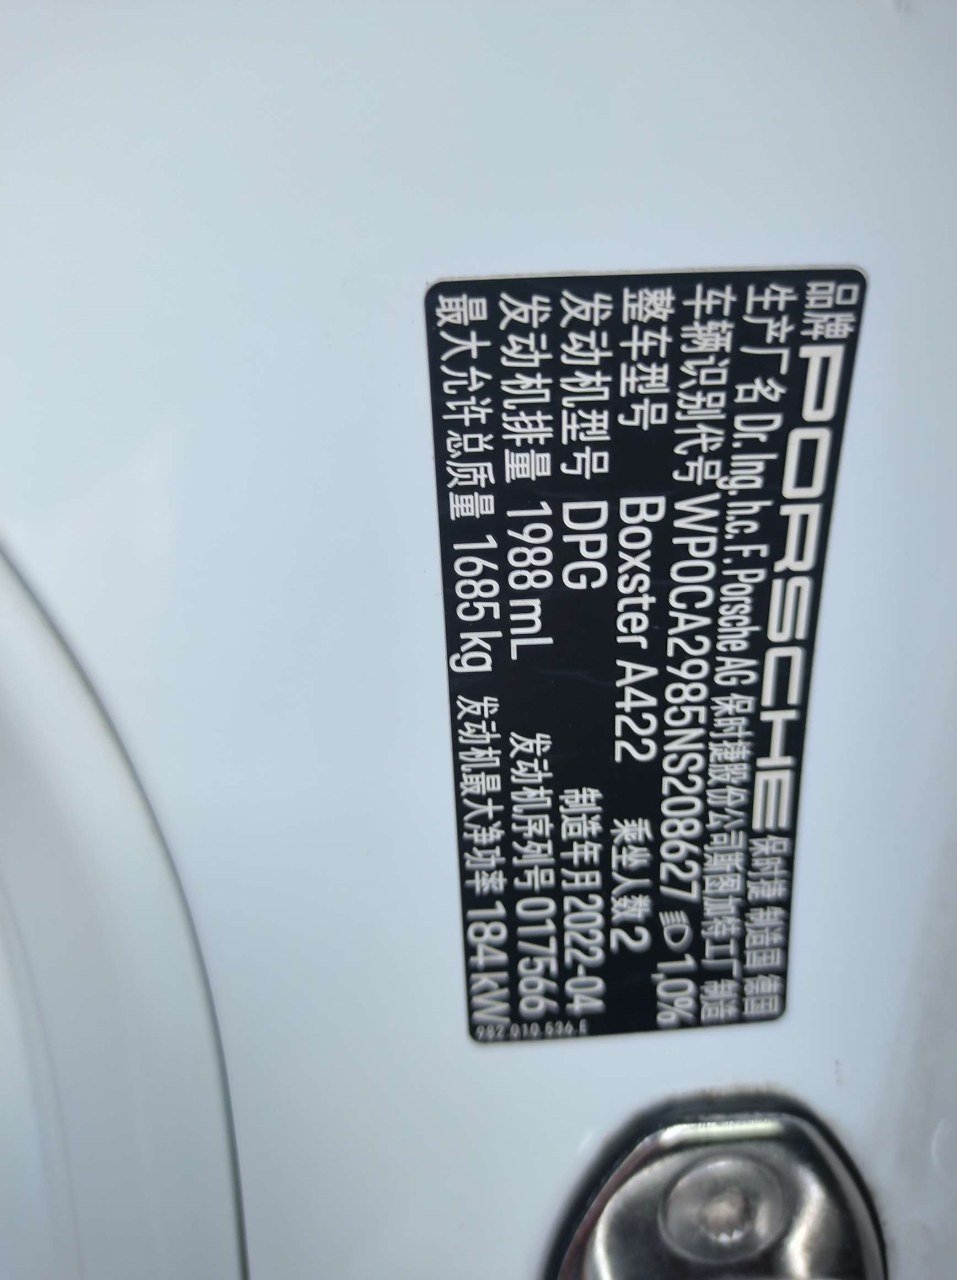 品牌 PORSCHE 保时捷 制造国 德国
生产厂名 Dr. Ing. h.c. F. Porsche AG 保时捷股份公司斯图加特工厂 制造
车辆识别代号 WP0CA2985NS208627 1,0%
整车型号 Boxster A422 乘坐人数 2
发动机型号 DPG 制造年月 2022-04
发动机排量 1988 mL 发动机序列号 017566
最大允许总质量 1685 kg 发动机最大净功率 184 kW
982.010.536.E